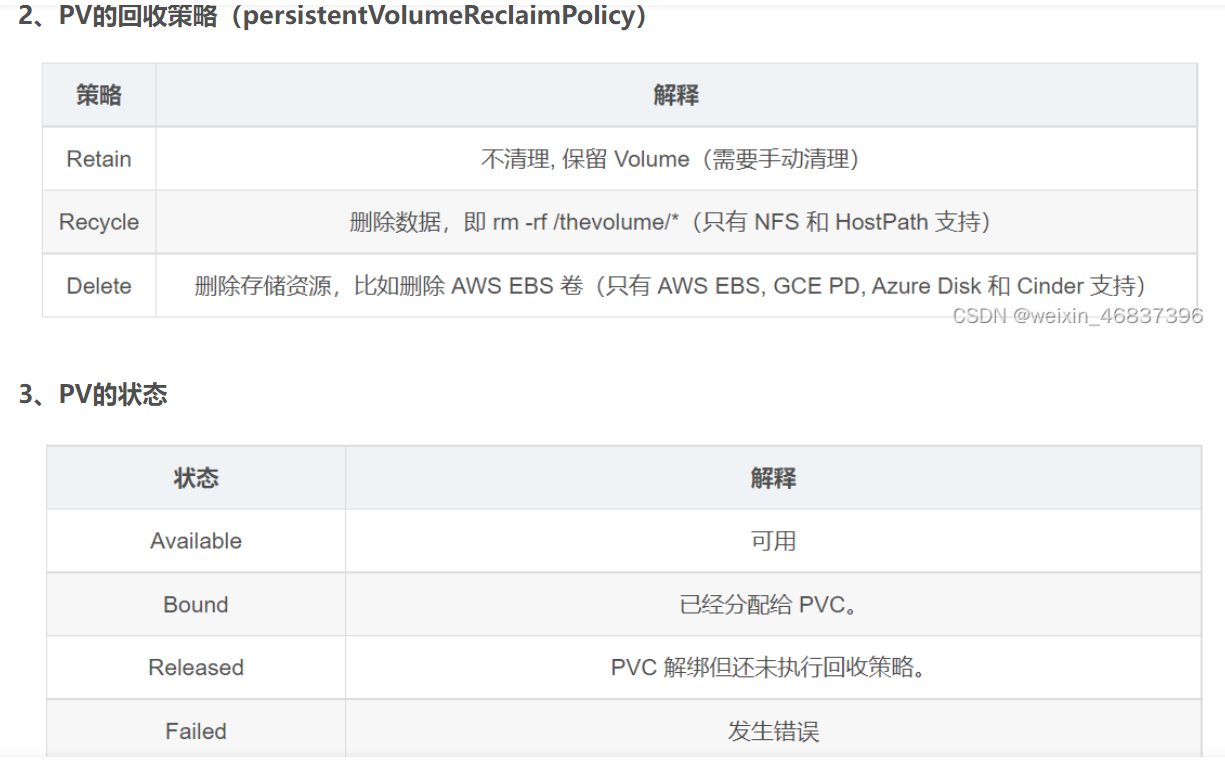 2、PV的回收策略（persistentVolumeReclaimPolicy）
策略 解释
Retain 不清理, 保留 Volume（需要手动清理）
Recycle 删除数据，即 rm -rf /thevolume/*（只有 NFS 和 HostPath 支持）
Delete 删除存储资源，比如删除 AWS EBS 卷（只有 AWS EBS, GCE PD, Azure Disk 和 Cinder 支持）
CSDN @weixin_46837396
3、PV的状态
状态 解释
Available 可用
Bound 已经分配给 PVC。
Released PVC 解绑但还未执行回收策略。
Failed 发生错误